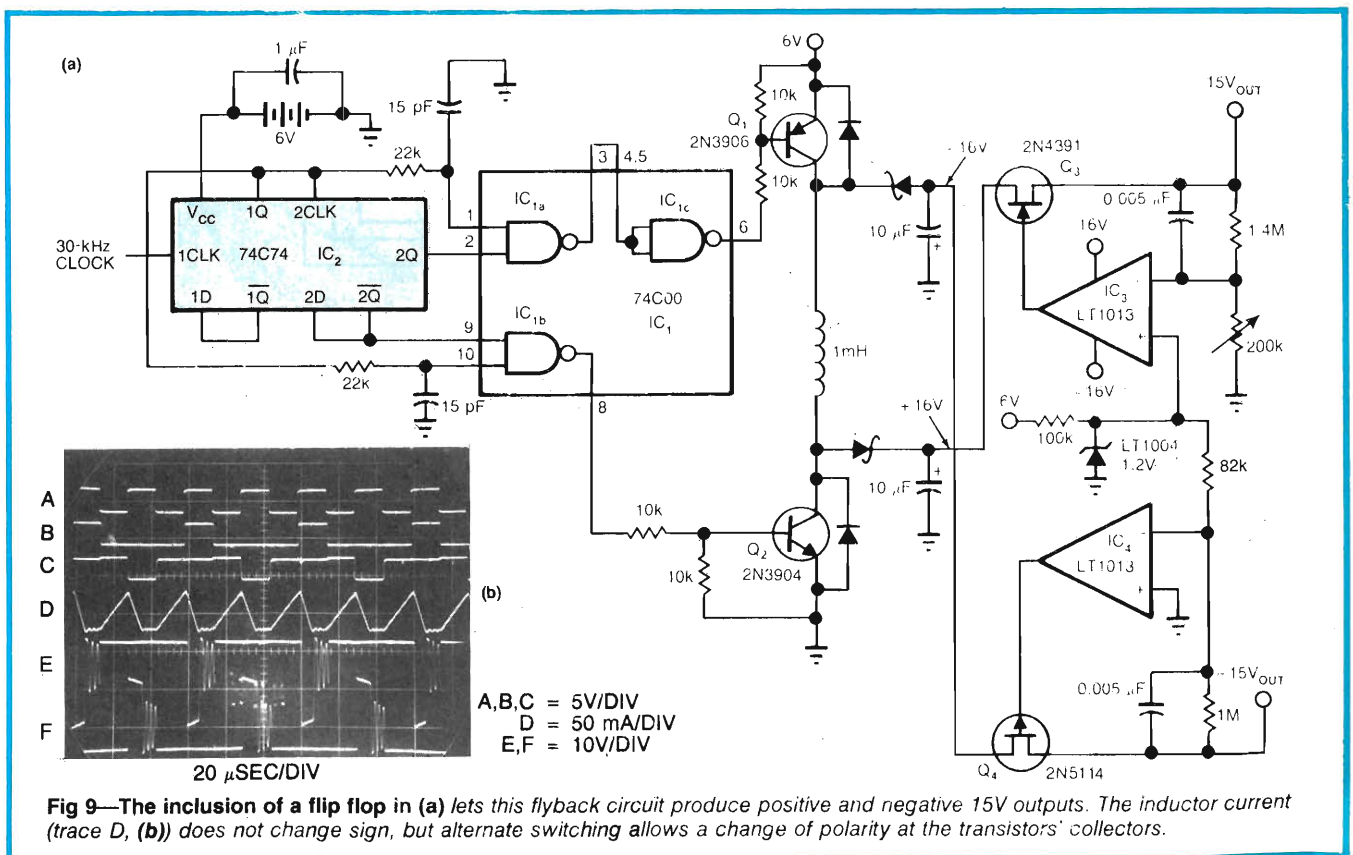 (a)
1 µF
6V
15 pF
22k
30-kHz
CLOCK
VCC 1Q 2CLK
1CLK 74C74 IC2 2Q
1D 1Q 2D 2Q
22k
15 pF
3 4.5
IC1a
1
2
IC1c
6
74C00
IC1
IC1b
9
10
8
6V
10k
Q1
2N3906
10k
-16V
10 µF
+
1mH
+16V
10 µF
+
10k
10k
Q2
2N3904
15VOUT
2N4391
Q3
0.005 µF
1.4M
16V
IC3
LT1013
-
+
-16V
200k
6V
100k
LT1004
1.2V
82k
IC4
LT1013
-
+
-15VOUT
0.005 µF
1M
Q4
2N5114
A
B
C
D
E
F
(b)
A,B,C = 5V/DIV
D = 50 mA/DIV
E,F = 10V/DIV
20 µSEC/DIV
Fig 9—The inclusion of a flip flop in (a) lets this flyback circuit produce positive and negative 15V outputs. The inductor current
(trace D, (b)) does not change sign, but alternate switching allows a change of polarity at the transistors' collectors.